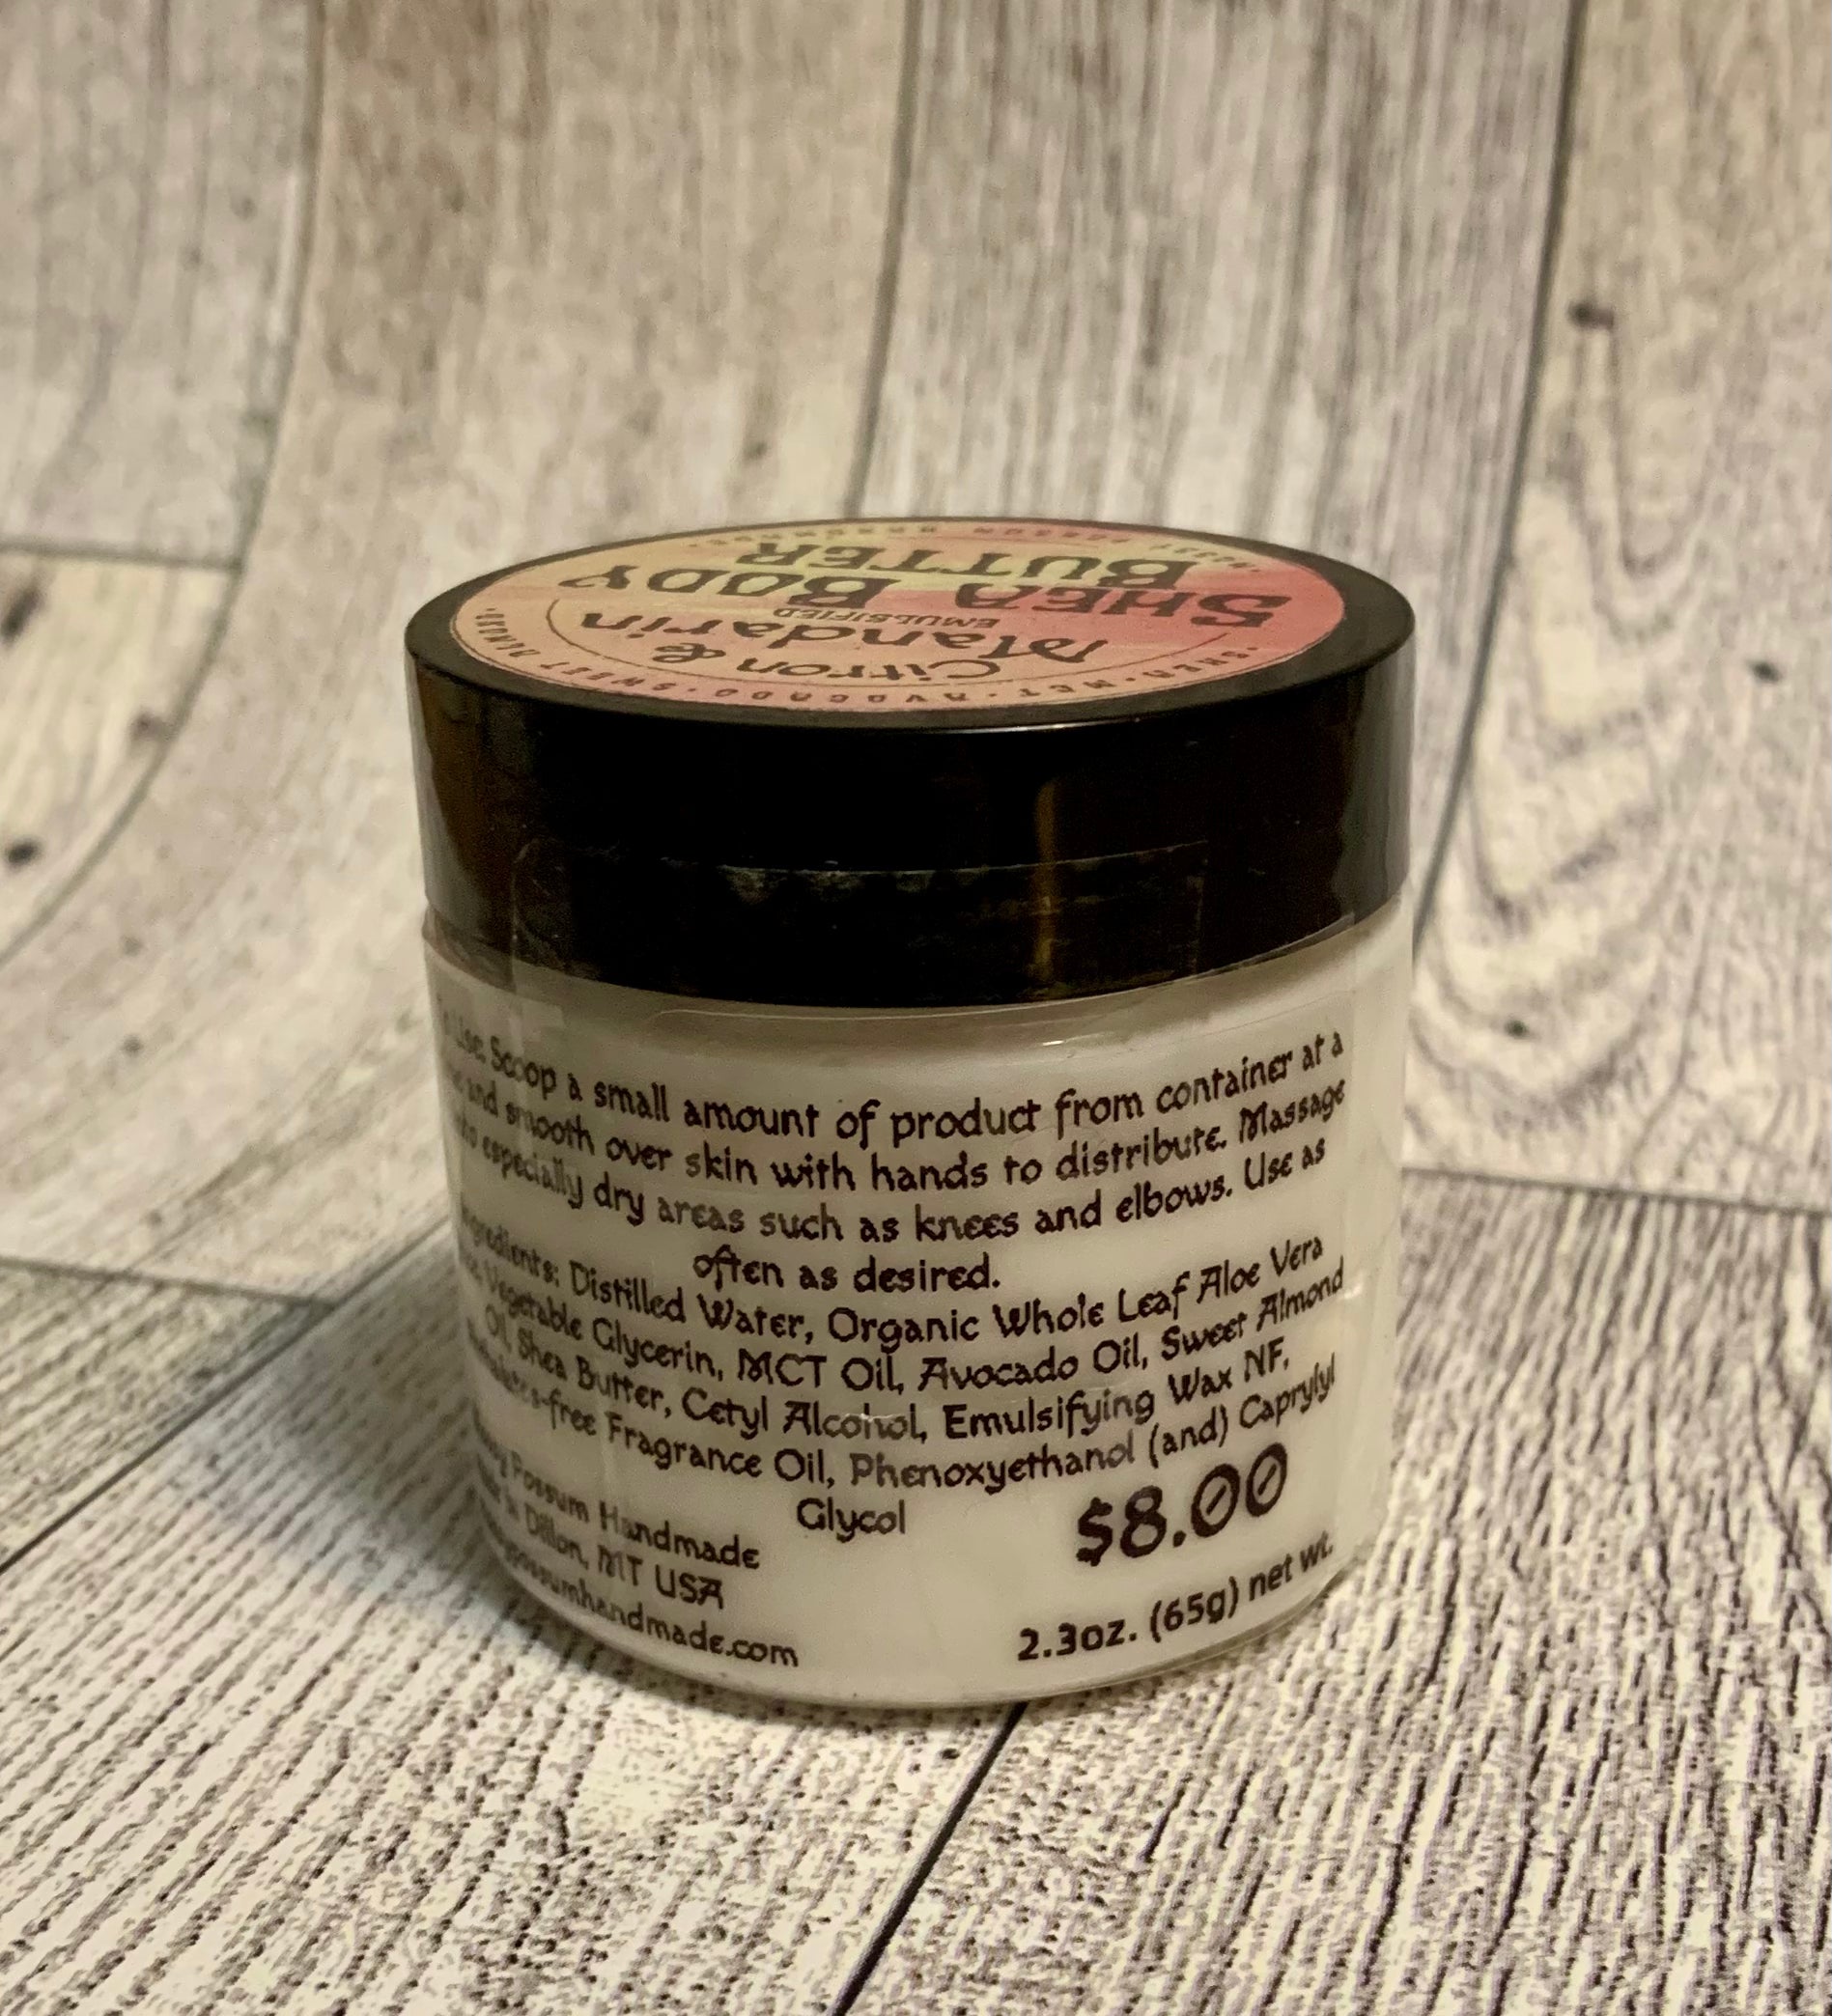 Citron &
Mandarin
EMULSIFIED
SHEA BODY
BUTTER
Use: Scoop a small amount of product from container at a
and smooth over skin with hands to distribute. Massage
into especially dry areas such as knees and elbows. Use as
often as desired.
Ingredients: Distilled Water, Organic Whole Leaf Aloe Vera
Vegetable Glycerin, MCT Oil, Avocado Oil, Sweet Almond
Oil, Shea Butter, Cetyl Alcohol, Emulsifying Wax NF,
Fragrance Oil, Phenoxyethanol (and) Caprylyl
Glycol
Possum Handmade
Dillon, MT USA
$8.00
2.3oz. (65g) net wt.